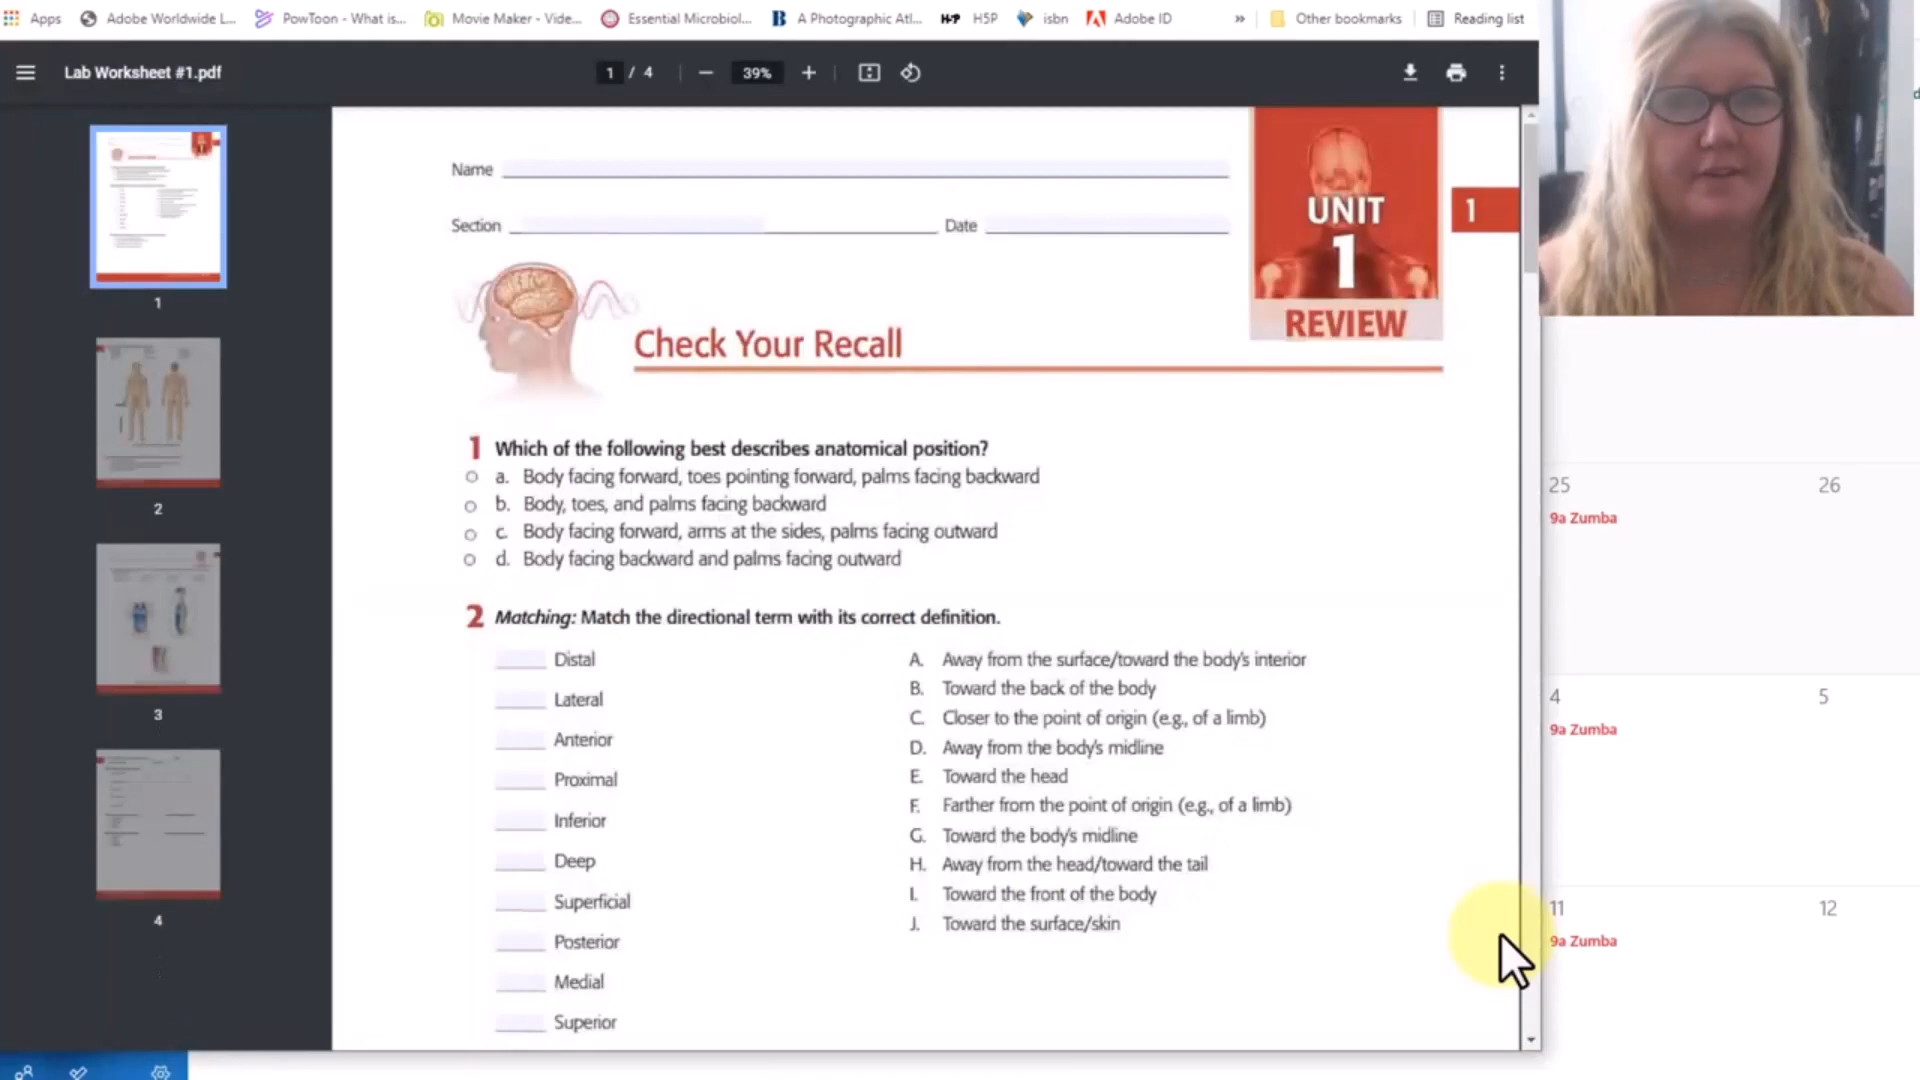 Apps Adobe Worldwide L... PowToon - What is... Movie Maker - Vide... Essential Microbiol... A Photographic Atl... H5P isbn Adobe ID » Other bookmarks Reading list
Lab Worksheet #1.pdf 1 / 4 − 39% +
1
2
3
4
Name
Section Date
UNIT
1
REVIEW
1
Check Your Recall
1 Which of the following best describes anatomical position?
a. Body facing forward, toes pointing forward, palms facing backward
b. Body, toes, and palms facing backward
c. Body facing forward, arms at the sides, palms facing outward
d. Body facing backward and palms facing outward
2 Matching: Match the directional term with its correct definition.
Distal
Lateral
Anterior
Proximal
Inferior
Deep
Superficial
Posterior
Medial
Superior
A. Away from the surface/toward the body's interior
B. Toward the back of the body
C. Closer to the point of origin (e.g., of a limb)
D. Away from the body's midline
E. Toward the head
F. Farther from the point of origin (e.g., of a limb)
G. Toward the body's midline
H. Away from the head/toward the tail
I. Toward the front of the body
J. Toward the surface/skin
25 26
9a Zumba
4 5
9a Zumba
11 12
9a Zumba